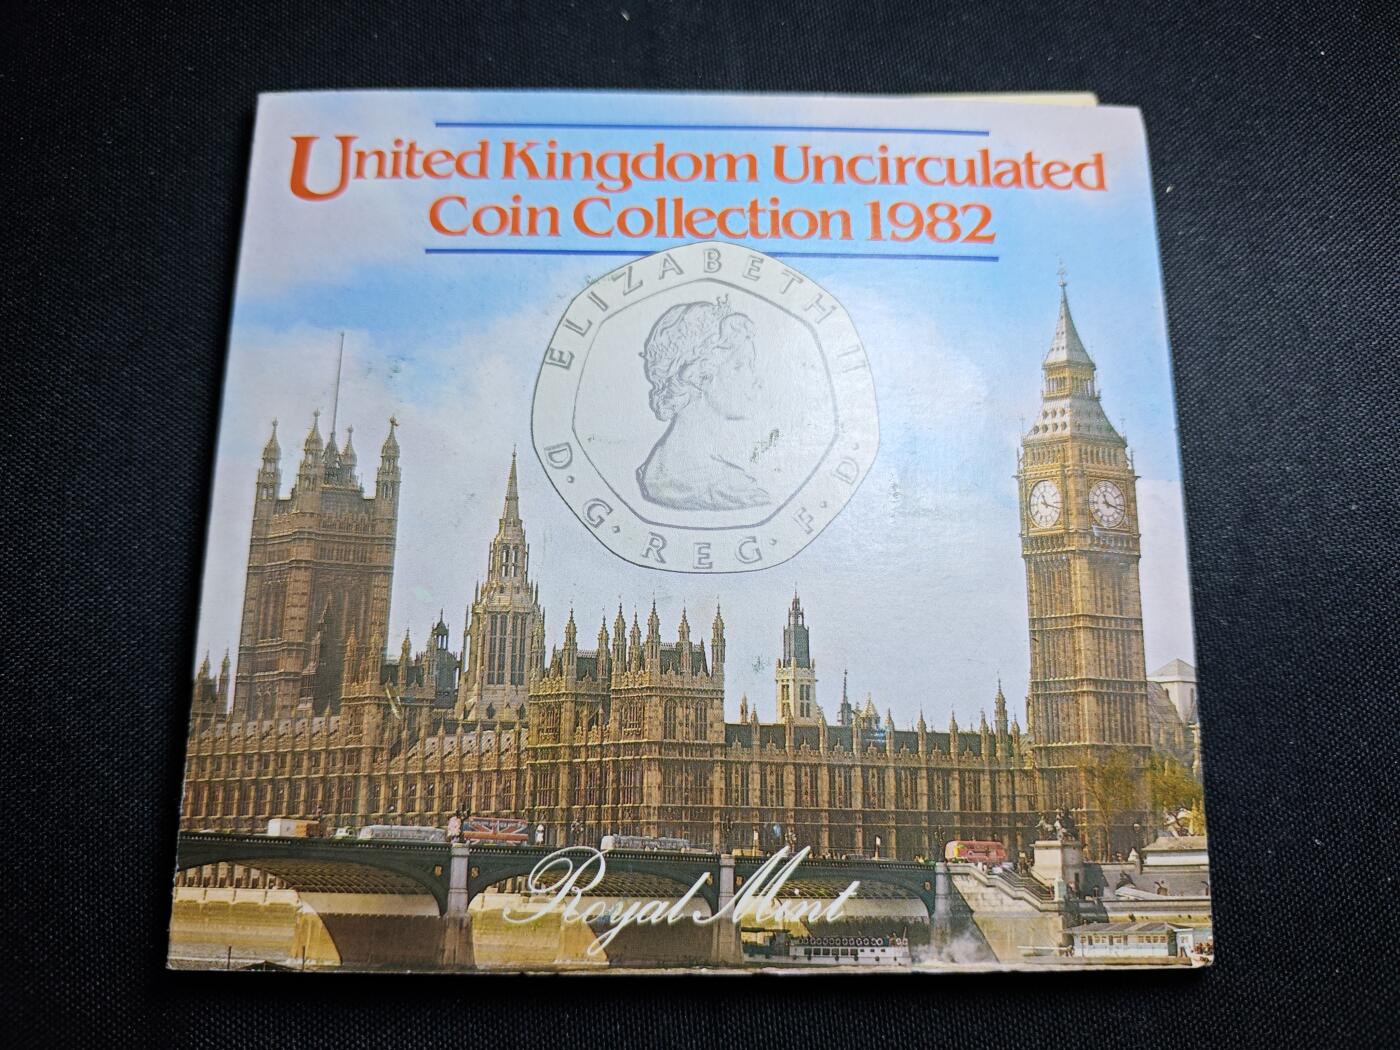 United Kingdom Uncirculated
Coin Collection 1982
ELIZABETH II D.G.REG.F.D.
Royal Mint